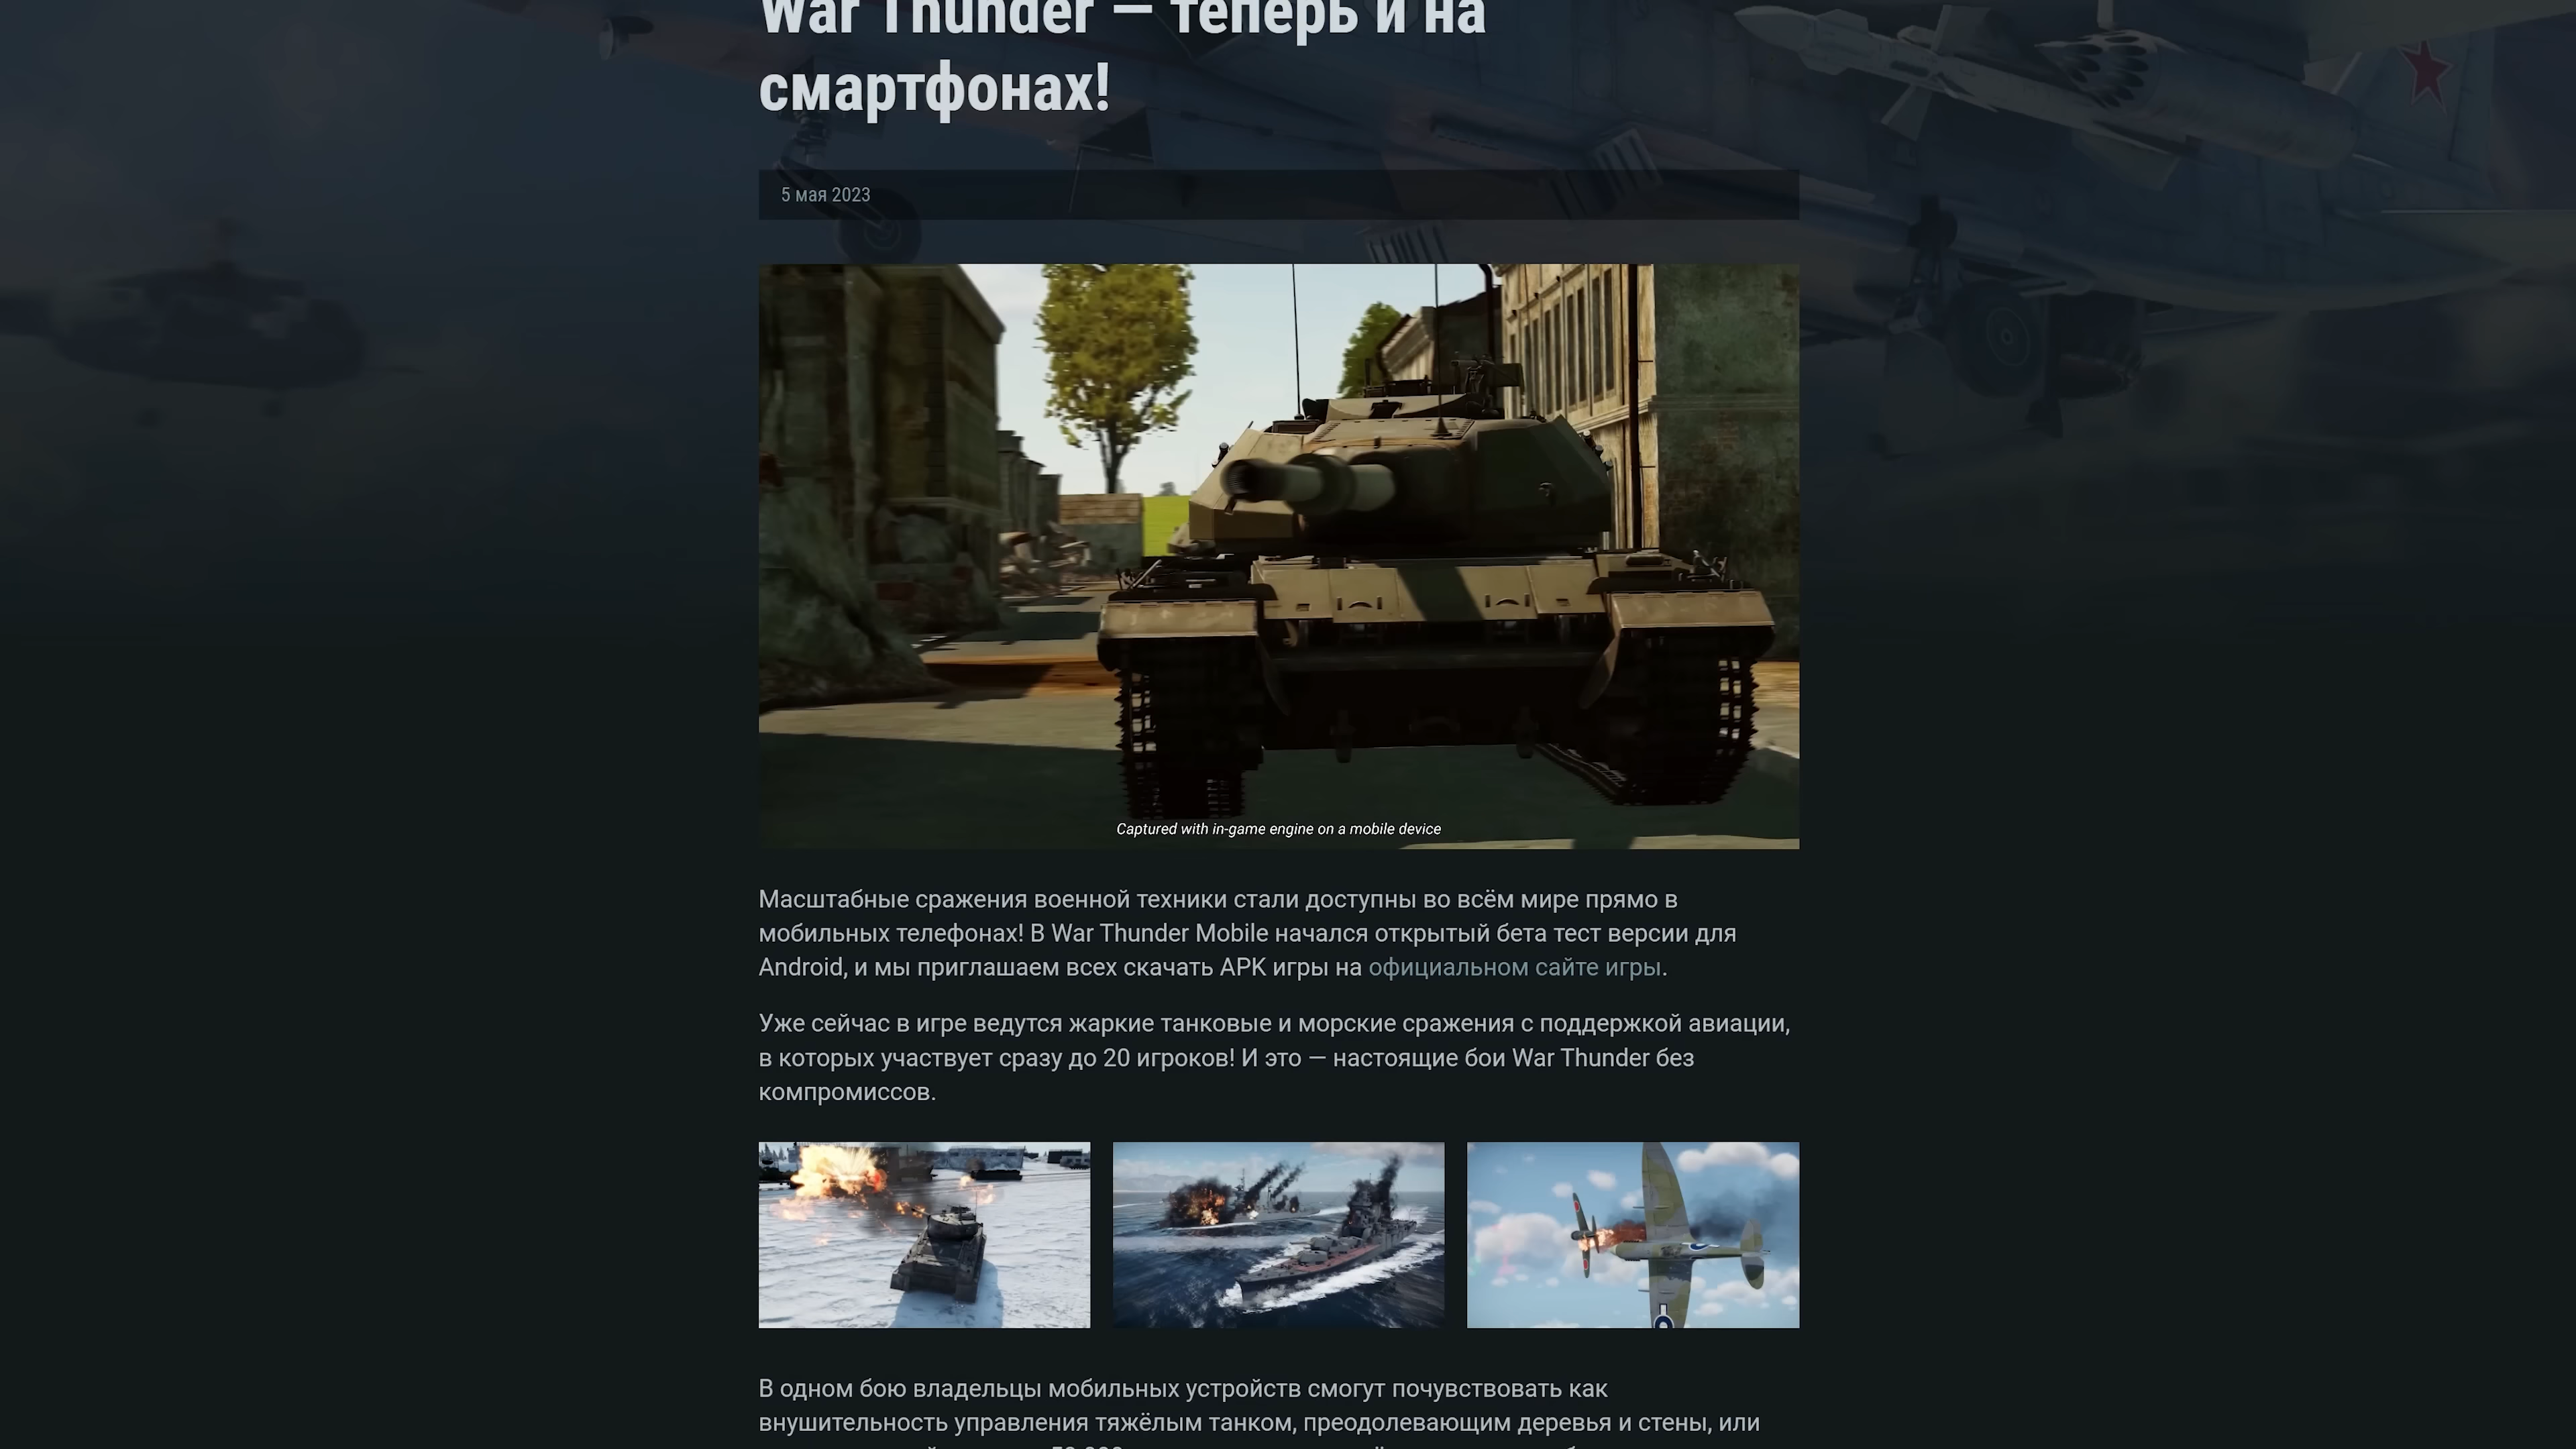 War Thunder — теперь и на
смартфонах!
5 мая 2023
Captured with in-game engine on a mobile device
Масштабные сражения военной техники стали доступны во всём мире прямо в
мобильных телефонах! В War Thunder Mobile начался открытый бета тест версии для
Android, и мы приглашаем всех скачать APK игры на официальном сайте игры.
Уже сейчас в игре ведутся жаркие танковые и морские сражения с поддержкой авиации,
в которых участвует сразу до 20 игроков! И это — настоящие бои War Thunder без
компромиссов.
В одном бою владельцы мобильных устройств смогут почувствовать как
внушительность управления тяжёлым танком, преодолевающим деревья и стены, или